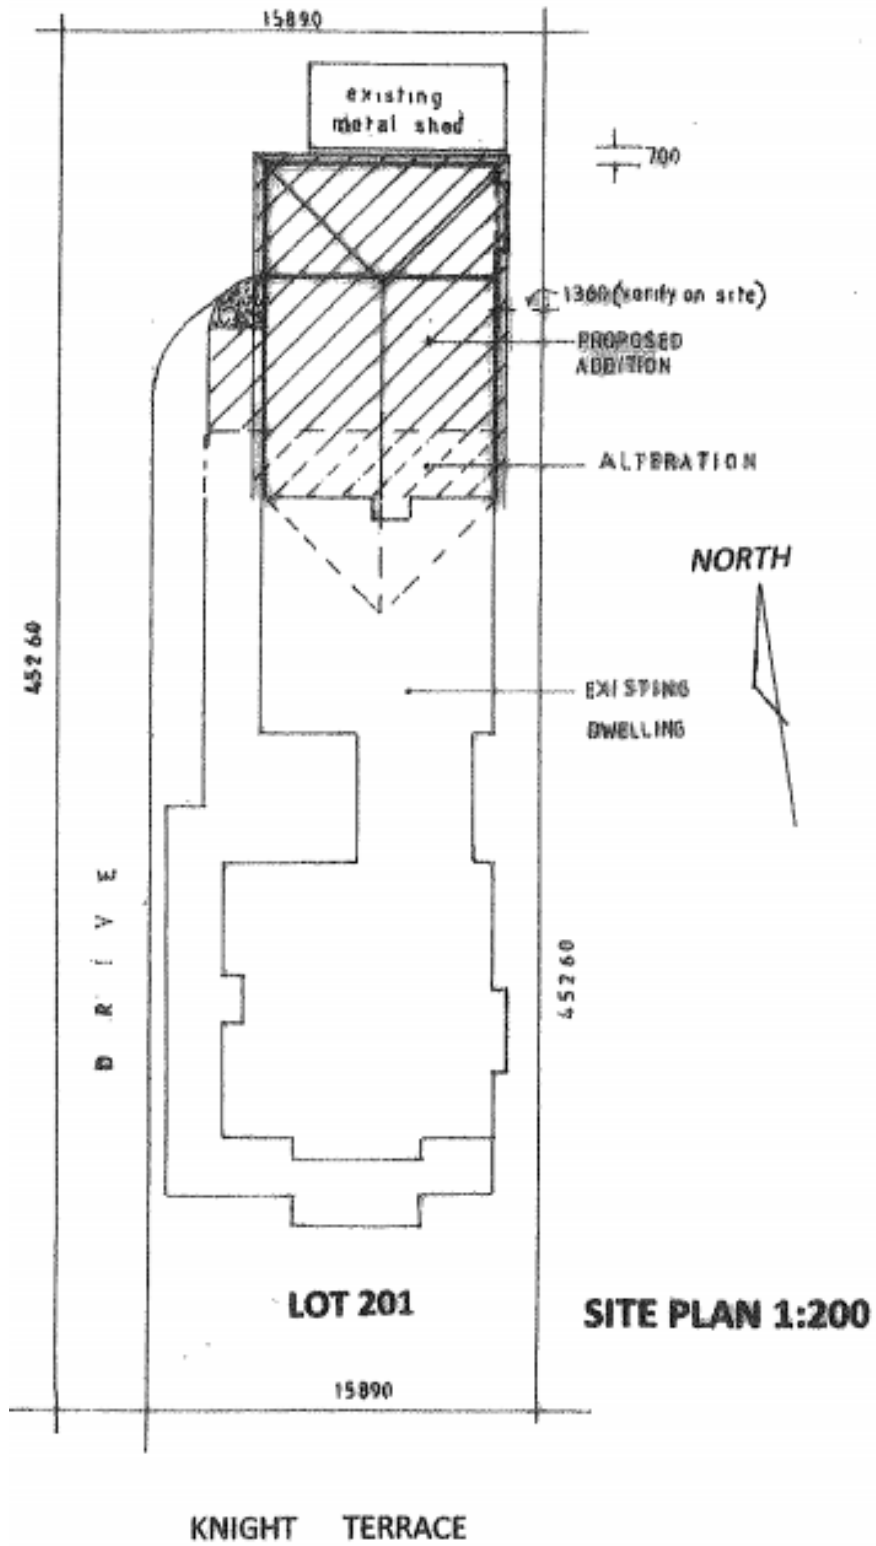 15890
existing
metal shed
700
1360 (verify on site)
PROPOSED
ADDITION
ALTERATION
NORTH
45260
EXISTING
DWELLING
DRIVE
45260
LOT 201
SITE PLAN 1:200
15890
KNIGHT TERRACE